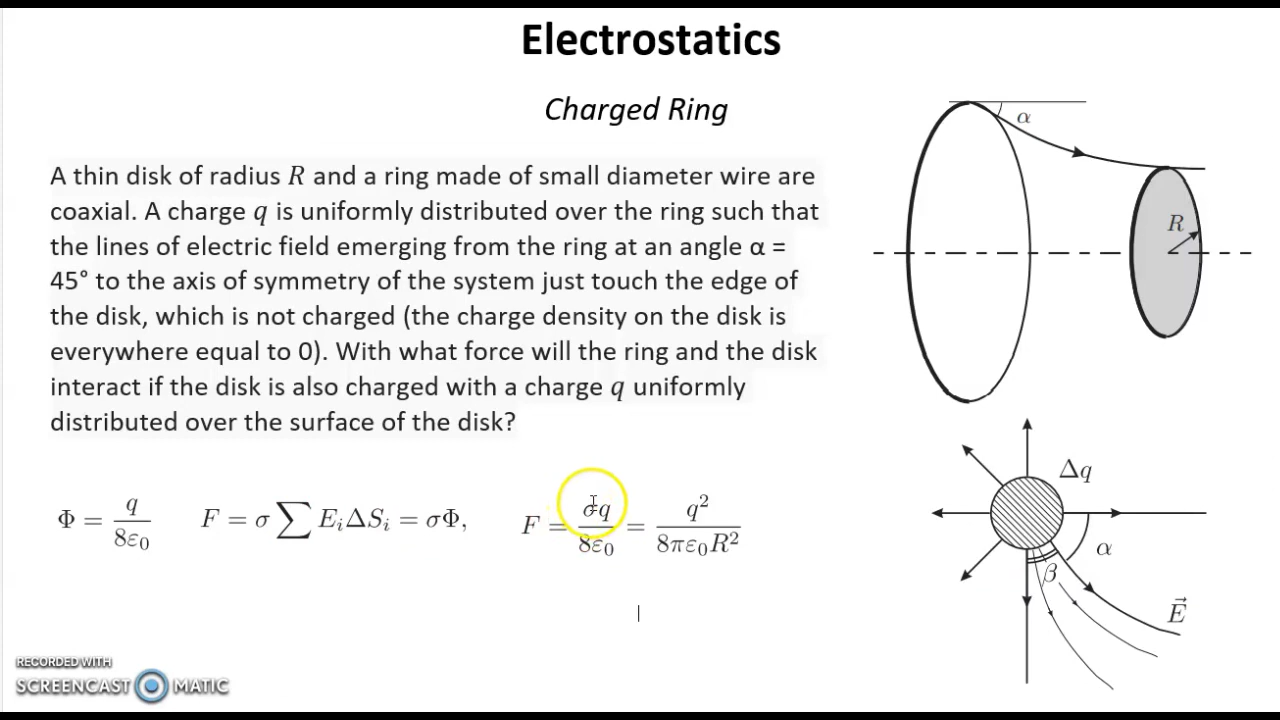 Electrostatics
Charged Ring
A thin disk of radius R and a ring made of small diameter wire are
coaxial. A charge q is uniformly distributed over the ring such that
the lines of electric field emerging from the ring at an angle α =
45° to the axis of symmetry of the system just touch the edge of
the disk, which is not charged (the charge density on the disk is
everywhere equal to 0). With what force will the ring and the disk
interact if the disk is also charged with a charge q uniformly
distributed over the surface of the disk?
Φ = q/8ε₀ F = σ∑EᵢΔSᵢ = σΦ, F = σq/8ε₀ = q²/8πε₀R²
α
R
Δq
α
β
E⃗
RECORDED WITH
SCREENCAST MATIC